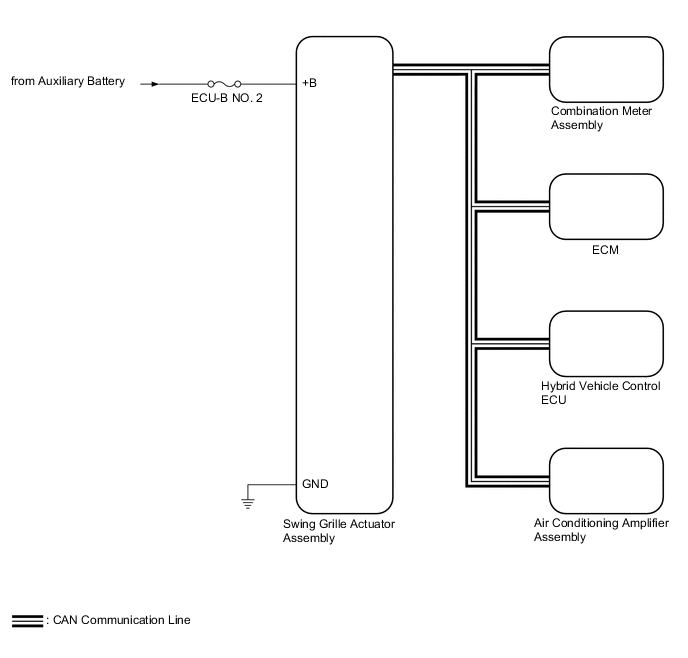 from Auxiliary Battery
ECU-B NO. 2
+B
GND
Swing Grille Actuator
Assembly
Combination Meter
Assembly
ECM
Hybrid Vehicle Control
ECU
Air Conditioning Amplifier
Assembly
: CAN Communication Line